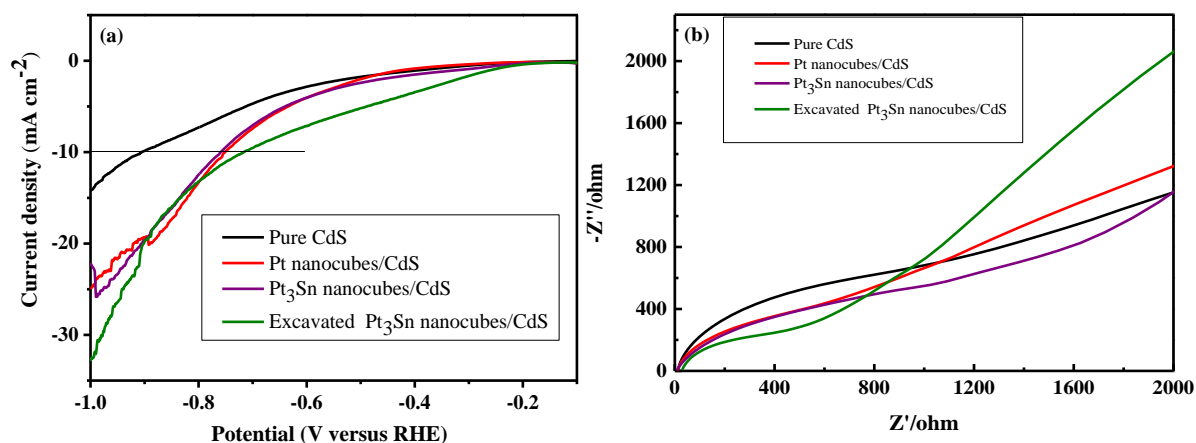 (a)
0
-10
-20
-30
Current density (mA cm-2)
Pure CdS
Pt nanocubes/CdS
Pt3Sn nanocubes/CdS
Excavated Pt3Sn nanocubes/CdS
-1.0 -0.8 -0.6 -0.4 -0.2
Potential (V versus RHE)
(b)
2000
1600
1200
800
400
0
-Z''/ohm
Pure CdS
Pt nanocubes/CdS
Pt3Sn nanocubes/CdS
Excavated Pt3Sn nanocubes/CdS
0 400 800 1200 1600 2000
Z'/ohm